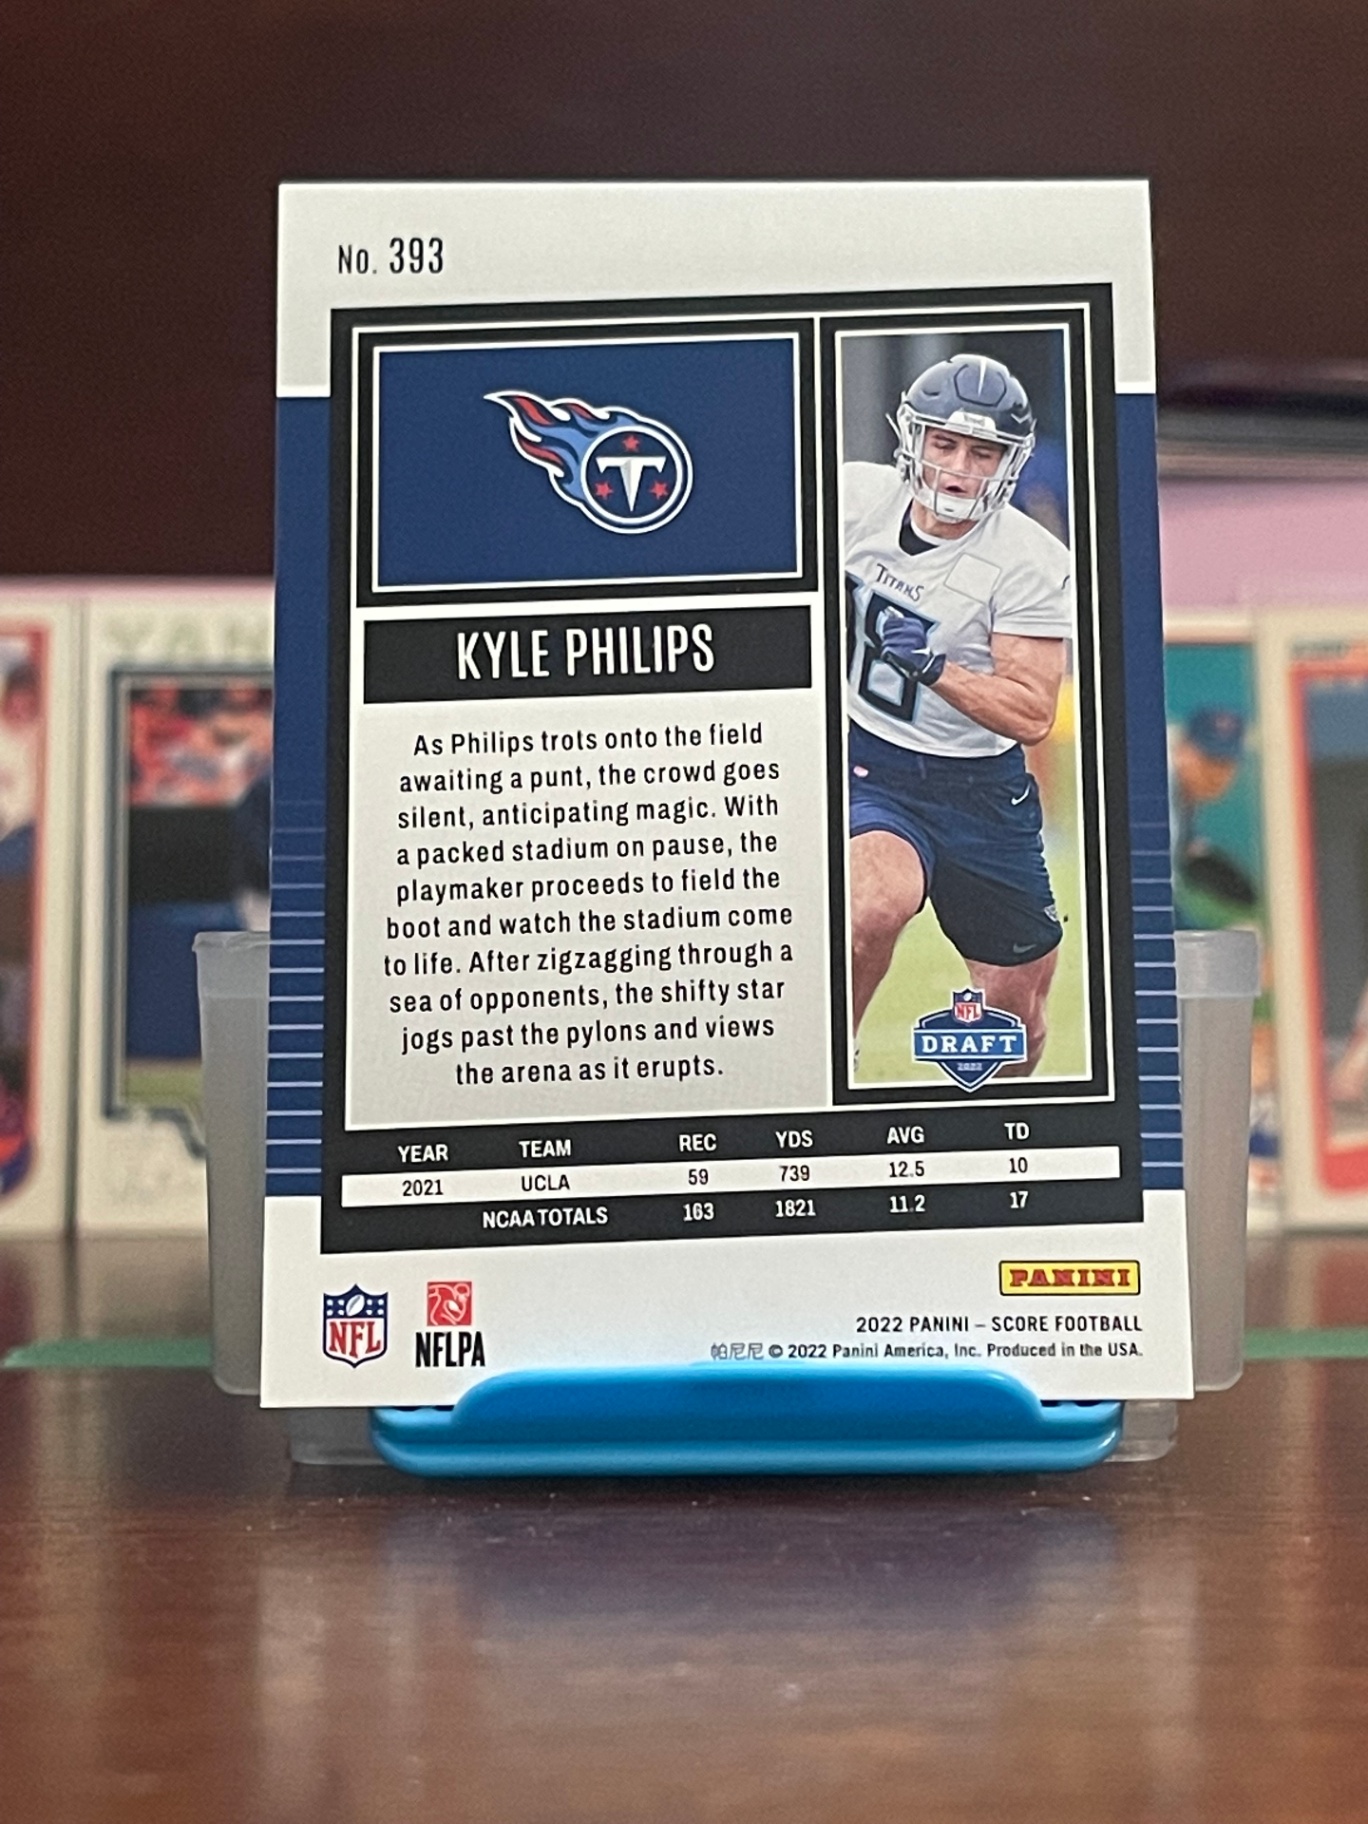 No. 393
T
KYLE PHILIPS
As Philips trots onto the field
awaiting a punt, the crowd goes
silent, anticipating magic. With
a packed stadium on pause, the
playmaker proceeds to field the
boot and watch the stadium come
to life. After zigzagging through a
sea of opponents, the shifty star
jogs past the pylons and views
the arena as it erupts.
TITANS
18
NFL
DRAFT
2022
YEAR TEAM REC YDS AVG TD
2021 UCLA 59 739 12.5 10
NCAA TOTALS 163 1821 11.2 17
NFL
NFLPA
PANINI
2022 PANINI – SCORE FOOTBALL
帕尼尼 © 2022 Panini America, Inc. Produced in the USA.